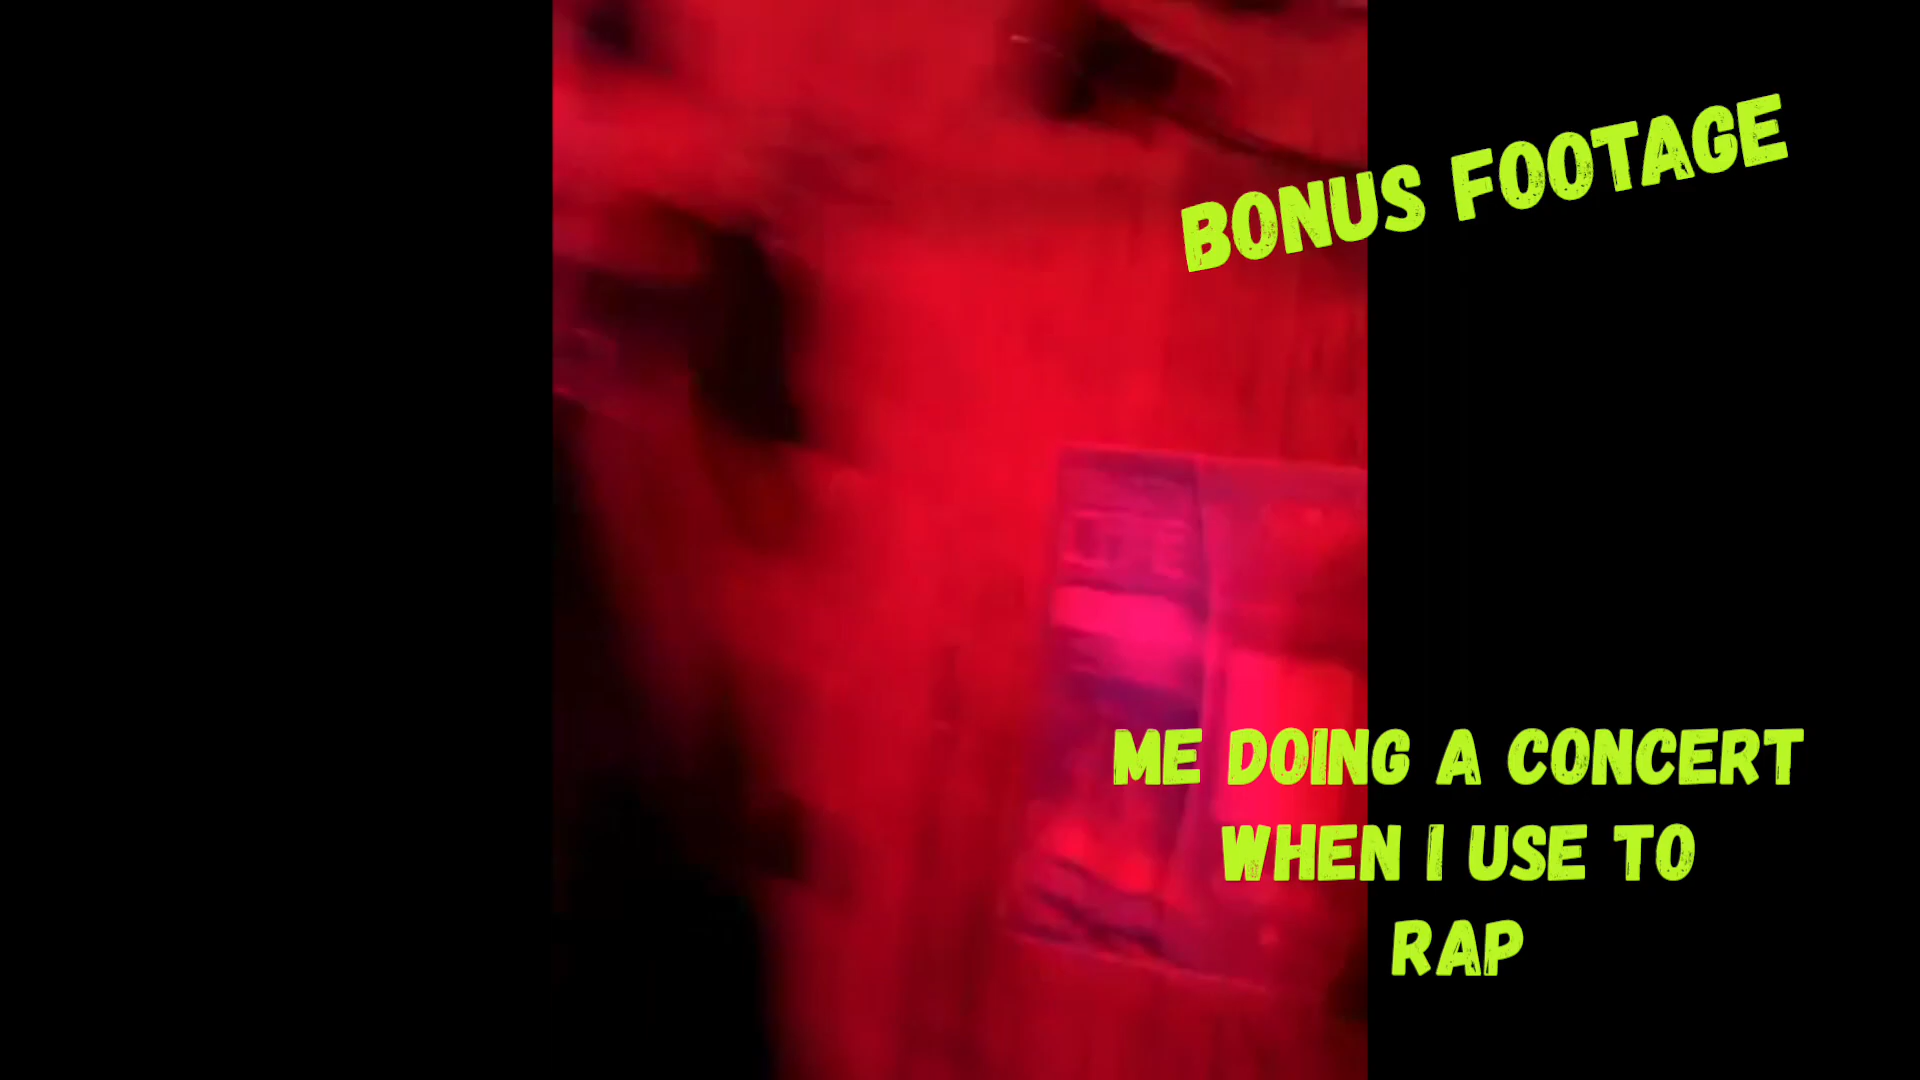 BONUS FOOTAGE
ME DOING A CONCERT
WHEN I USE TO
RAP